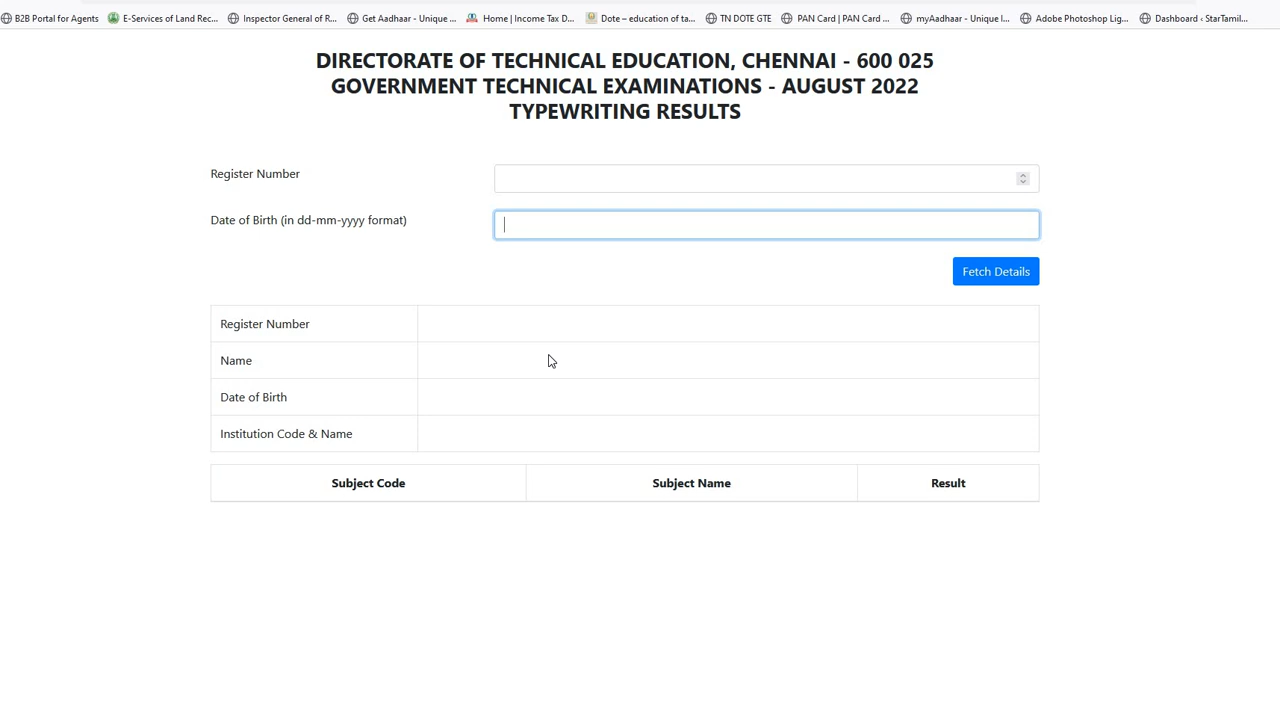 B2B Portal for Agents E-Services of Land Rec... Inspector General of R... Get Aadhaar - Unique ... Home | Income Tax D... Dote – education of ta... TN DOTE GTE PAN Card | PAN Card ... myAadhaar - Unique I... Adobe Photoshop Lig... Dashboard ‹ StarTamil...
DIRECTORATE OF TECHNICAL EDUCATION, CHENNAI - 600 025
GOVERNMENT TECHNICAL EXAMINATIONS - AUGUST 2022
TYPEWRITING RESULTS
Register Number
Date of Birth (in dd-mm-yyyy format)
Fetch Details
Register Number
Name
Date of Birth
Institution Code & Name
Subject Code Subject Name Result